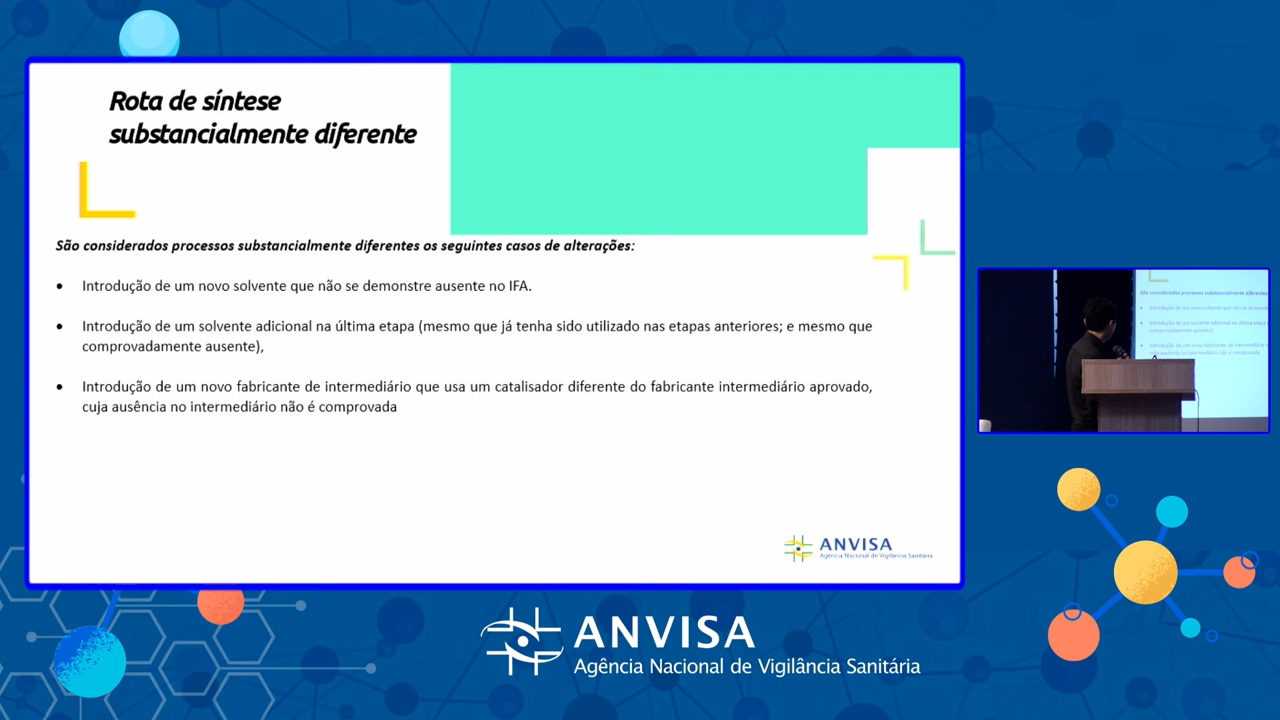 Rota de síntese
substancialmente diferente
São considerados processos substancialmente diferentes os seguintes casos de alterações:
• Introdução de um novo solvente que não se demonstre ausente no IFA.
• Introdução de um solvente adicional na última etapa (mesmo que já tenha sido utilizado nas etapas anteriores; e mesmo que
comprovadamente ausente),
• Introdução de um novo fabricante de intermediário que usa um catalisador diferente do fabricante intermediário aprovado,
cuja ausência no intermediário não é comprovada
ANVISA
Agência Nacional de Vigilância Sanitária
ANVISA
Agência Nacional de Vigilância Sanitária